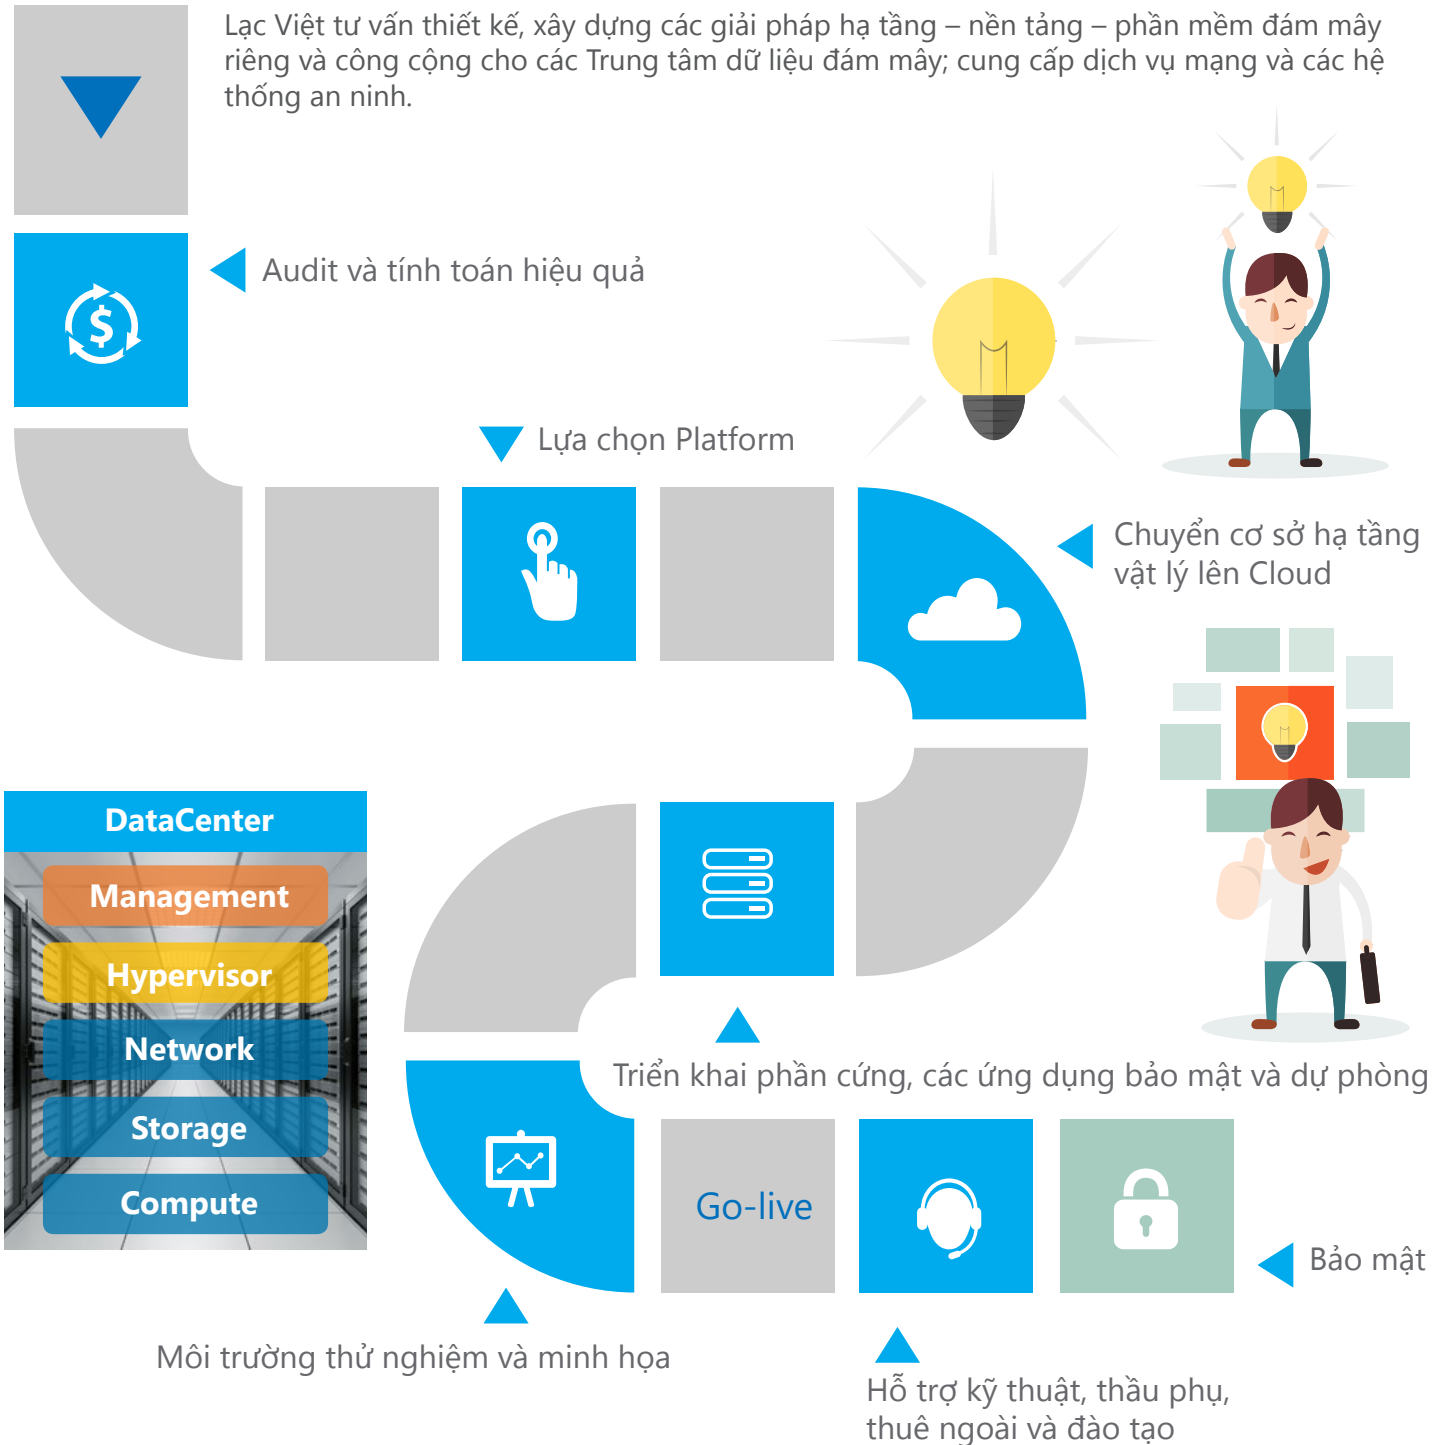 Lạc Việt tư vấn thiết kế, xây dựng các giải pháp hạ tầng – nền tảng – phần mềm đám mây
riêng và công cộng cho các Trung tâm dữ liệu đám mây; cung cấp dịch vụ mạng và các hệ
thống an ninh.
Audit và tính toán hiệu quả
Lựa chọn Platform
Chuyển cơ sở hạ tầng
vật lý lên Cloud
DataCenter
Management
Hypervisor
Network
Storage
Compute
Triển khai phần cứng, các ứng dụng bảo mật và dự phòng
Go-live
Bảo mật
Môi trường thử nghiệm và minh họa
Hỗ trợ kỹ thuật, thầu phụ,
thuê ngoài và đào tạo